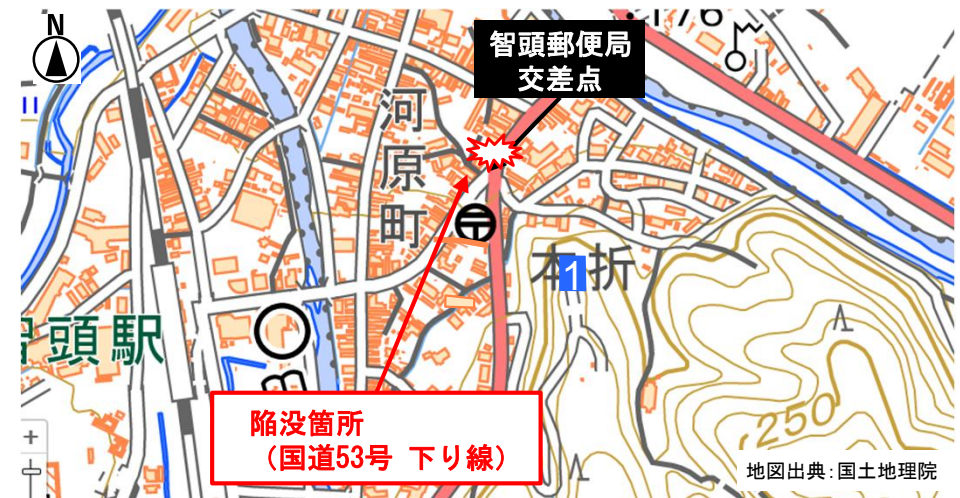 N
・176
智頭郵便局
交差点
河原町
本折
1
智頭駅
250
陥没箇所
（国道53号 下り線）
地図出典：国土地理院